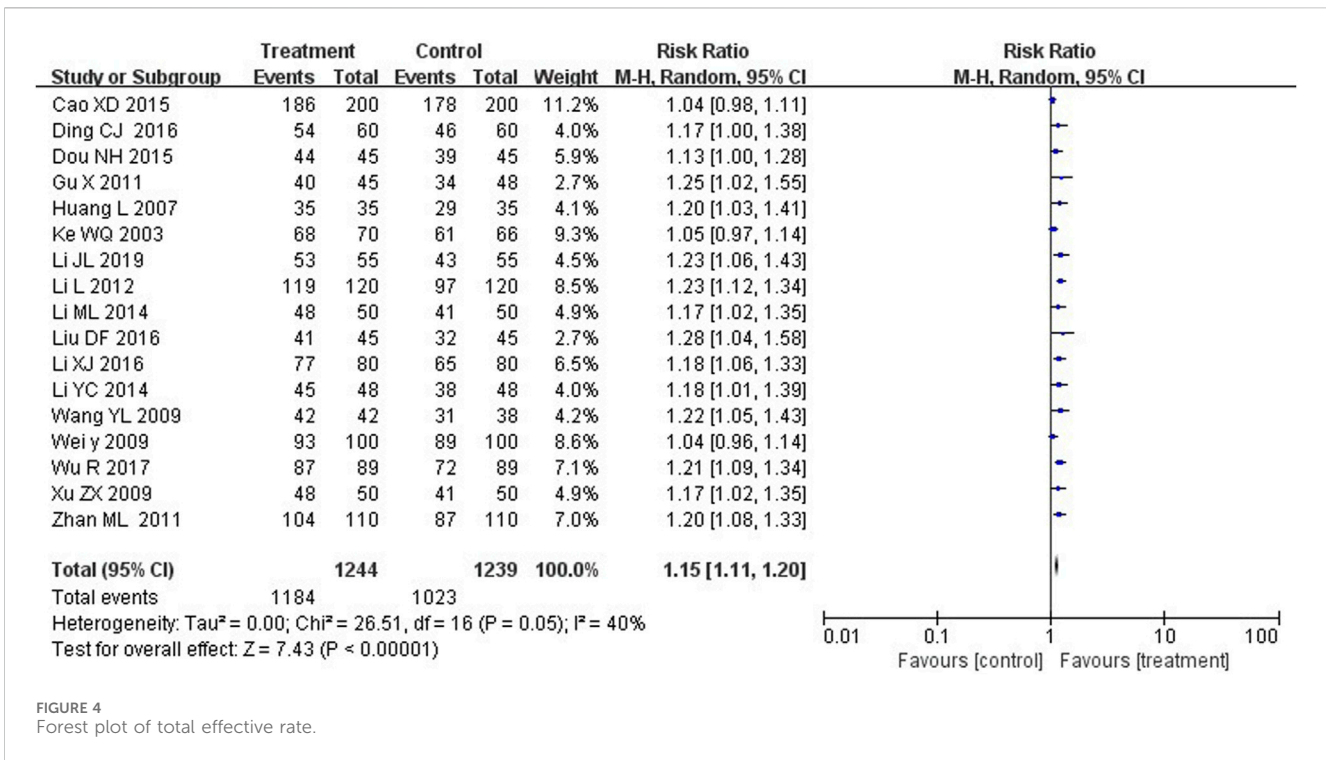 Treatment Control Risk Ratio Risk Ratio
Study or Subgroup Events Total Events Total Weight M-H, Random, 95% CI M-H, Random, 95% CI
Cao XD 2015 186 200 178 200 11.2% 1.04 [0.98, 1.11]
Ding CJ 2016 54 60 46 60 4.0% 1.17 [1.00, 1.38]
Dou NH 2015 44 45 39 45 5.9% 1.13 [1.00, 1.28]
Gu X 2011 40 45 34 48 2.7% 1.25 [1.02, 1.55]
Huang L 2007 35 35 29 35 4.1% 1.20 [1.03, 1.41]
Ke WQ 2003 68 70 61 66 9.3% 1.05 [0.97, 1.14]
Li JL 2019 53 55 43 55 4.5% 1.23 [1.06, 1.43]
Li L 2012 119 120 97 120 8.5% 1.23 [1.12, 1.34]
Li ML 2014 48 50 41 50 4.9% 1.17 [1.02, 1.35]
Liu DF 2016 41 45 32 45 2.7% 1.28 [1.04, 1.58]
Li XJ 2016 77 80 65 80 6.5% 1.18 [1.06, 1.33]
Li YC 2014 45 48 38 48 4.0% 1.18 [1.01, 1.39]
Wang YL 2009 42 42 31 38 4.2% 1.22 [1.05, 1.43]
Wei y 2009 93 100 89 100 8.6% 1.04 [0.96, 1.14]
Wu R 2017 87 89 72 89 7.1% 1.21 [1.09, 1.34]
Xu ZX 2009 48 50 41 50 4.9% 1.17 [1.02, 1.35]
Zhan ML 2011 104 110 87 110 7.0% 1.20 [1.08, 1.33]
Total (95% CI) 1244 1239 100.0% 1.15 [1.11, 1.20]
Total events 1184 1023
Heterogeneity: Tau² = 0.00; Chi² = 26.51, df = 16 (P = 0.05); I² = 40%
Test for overall effect: Z = 7.43 (P < 0.00001)
0.01 0.1 1 10 100
Favours [control] Favours [treatment]
FIGURE 4
Forest plot of total effective rate.